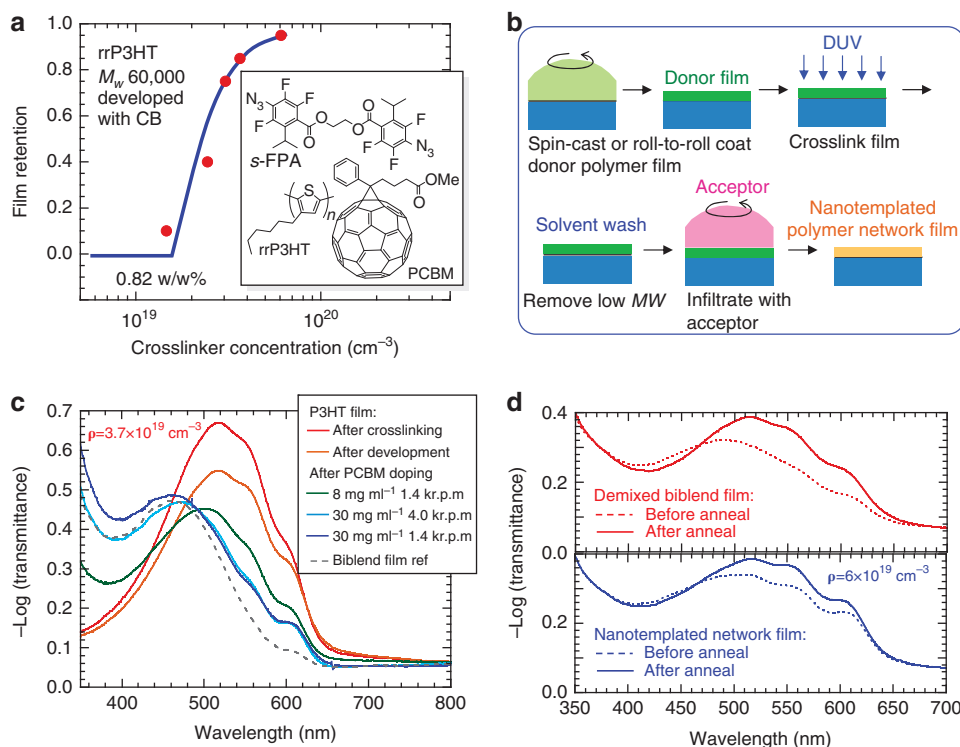 a
rrP3HT
Mw 60,000
developed
with CB
0.82 w/w%
Film retention
1.0
0.8
0.6
0.4
0.2
0.0
10^19
10^20
Crosslinker concentration (cm⁻³)
N3
F
F
F
F
O
O
O
O
F
F
F
F
N3
s-FPA
S
n
rrP3HT
O
OMe
PCBM
b
DUV
Donor film
Spin-cast or roll-to-roll coat
donor polymer film
Crosslink film
Solvent wash
Remove low MW
Acceptor
Infiltrate with
acceptor
Nanotemplated
polymer network film
c
ρ=3.7×10¹⁹ cm⁻³
–Log (transmittance)
0.7
0.6
0.5
0.4
0.3
0.2
0.1
0.0
400
500
600
700
800
Wavelength (nm)
P3HT film:
After crosslinking
After development
After PCBM doping
8 mg ml⁻¹ 1.4 kr.p.m
30 mg ml⁻¹ 4.0 kr.p.m
30 mg ml⁻¹ 1.4 kr.p.m
Biblend film ref
d
–Log (transmittance)
0.4
0.2
0.0
Demixed biblend film:
Before anneal
After anneal
0.2
0.0
ρ=6×10¹⁹ cm⁻³
Nanotemplated network film:
Before anneal
After anneal
350
400
450
500
550
600
650
700
Wavelength (nm)